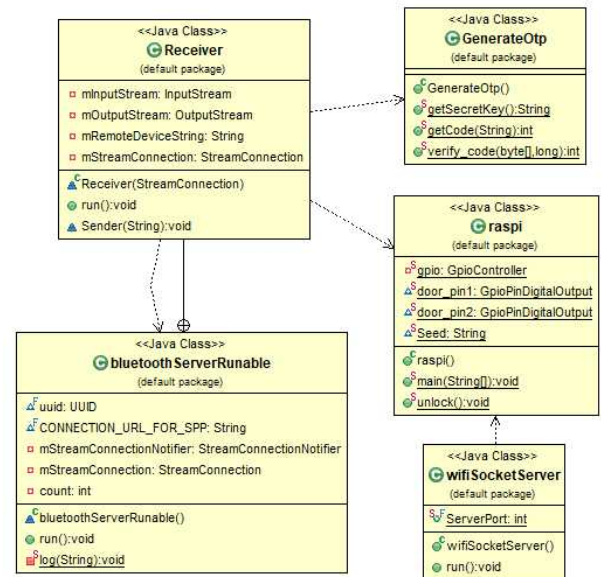 <<Java Class>>
Receiver
(default package)
mInputStream: InputStream
mOutputStream: OutputStream
mRemoteDeviceString: String
mStreamConnection: StreamConnection
Receiver(StreamConnection)
run():void
Sender(String):void
<<Java Class>>
GenerateOtp
(default package)
GenerateOtp()
getSecretKey():String
getCode(String):int
verify_code(byte[],long):int
<<Java Class>>
raspi
(default package)
gpio: GpioController
door_pin1: GpioPinDigitalOutput
door_pin2: GpioPinDigitalOutput
Seed: String
raspi()
main(String[]):void
unlock():void
<<Java Class>>
bluetoothServerRunable
(default package)
uuid: UUID
CONNECTION_URL_FOR_SPP: String
mStreamConnectionNotifier: StreamConnectionNotifier
mStreamConnection: StreamConnection
count: int
bluetoothServerRunable()
run():void
log(String):void
<<Java Class>>
wifiSocketServer
(default package)
ServerPort: int
wifiSocketServer()
run():void